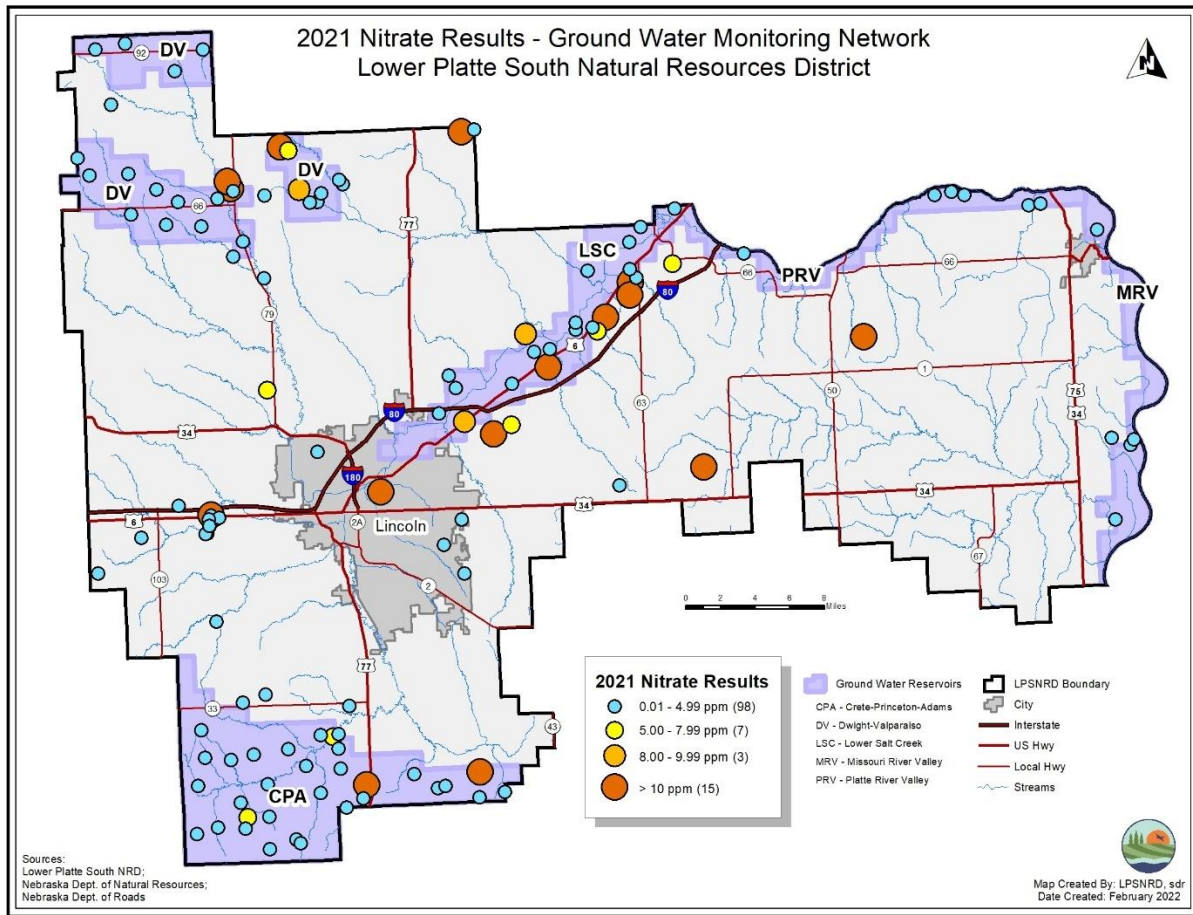 2021 Nitrate Results - Ground Water Monitoring Network
Lower Platte South Natural Resources District
N
92
DV
DV
DV
66
77
79
LSC
66
PRV
66
MRV
80
6
63
50
1
75
34
80
34
180
6
Lincoln
2A
34
34
103
2
67
77
33
43
CPA
0 2 4 6 8
Miles
2021 Nitrate Results
0.01 - 4.99 ppm (98)
5.00 - 7.99 ppm (7)
8.00 - 9.99 ppm (3)
> 10 ppm (15)
Ground Water Reservoirs
CPA - Crete-Princeton-Adams
DV - Dwight-Valparaiso
LSC - Lower Salt Creek
MRV - Missouri River Valley
PRV - Platte River Valley
LPSNRD Boundary
City
Interstate
US Hwy
Local Hwy
Streams
Sources:
Lower Platte South NRD;
Nebraska Dept. of Natural Resources;
Nebraska Dept. of Roads
Map Created By: LPSNRD, sdr
Date Created: February 2022